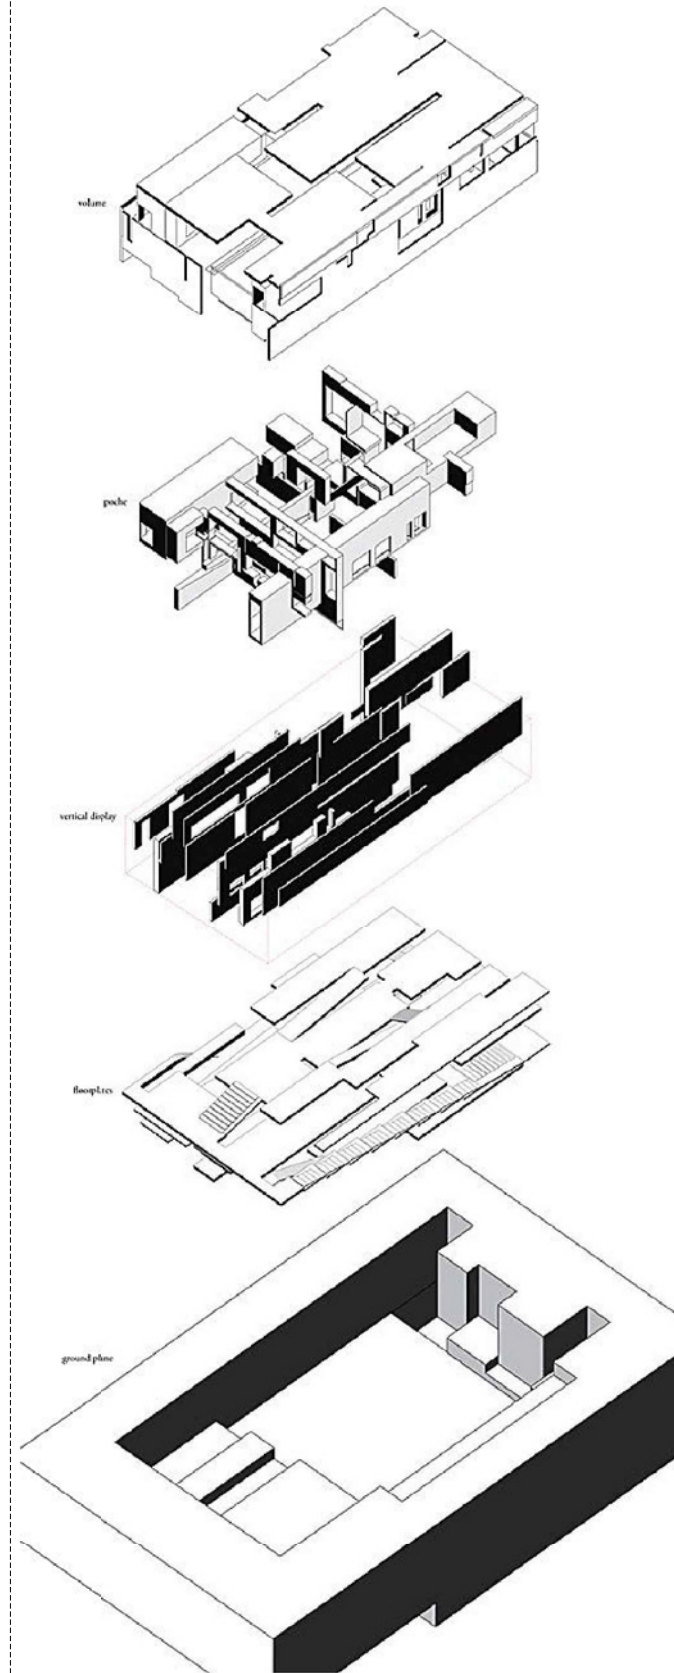 volume
poche
vertical display
floorplates
ground plane